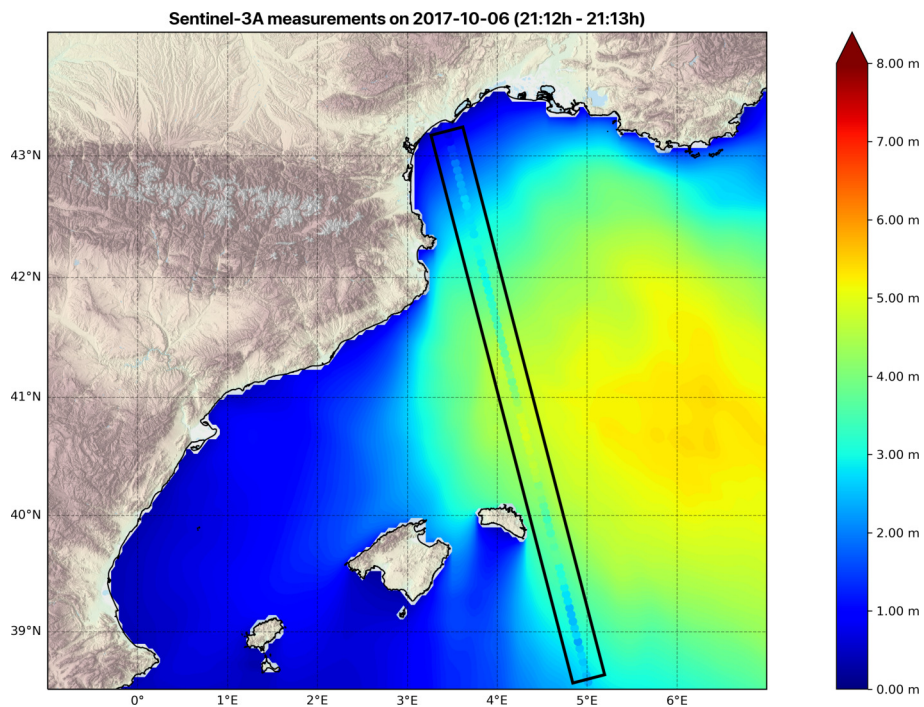 Sentinel-3A measurements on 2017-10-06 (21:12h - 21:13h)
8.00 m
7.00 m
43°N
6.00 m
42°N
5.00 m
4.00 m
41°N
3.00 m
40°N
2.00 m
1.00 m
39°N
0.00 m
0° 1°E 2°E 3°E 4°E 5°E 6°E